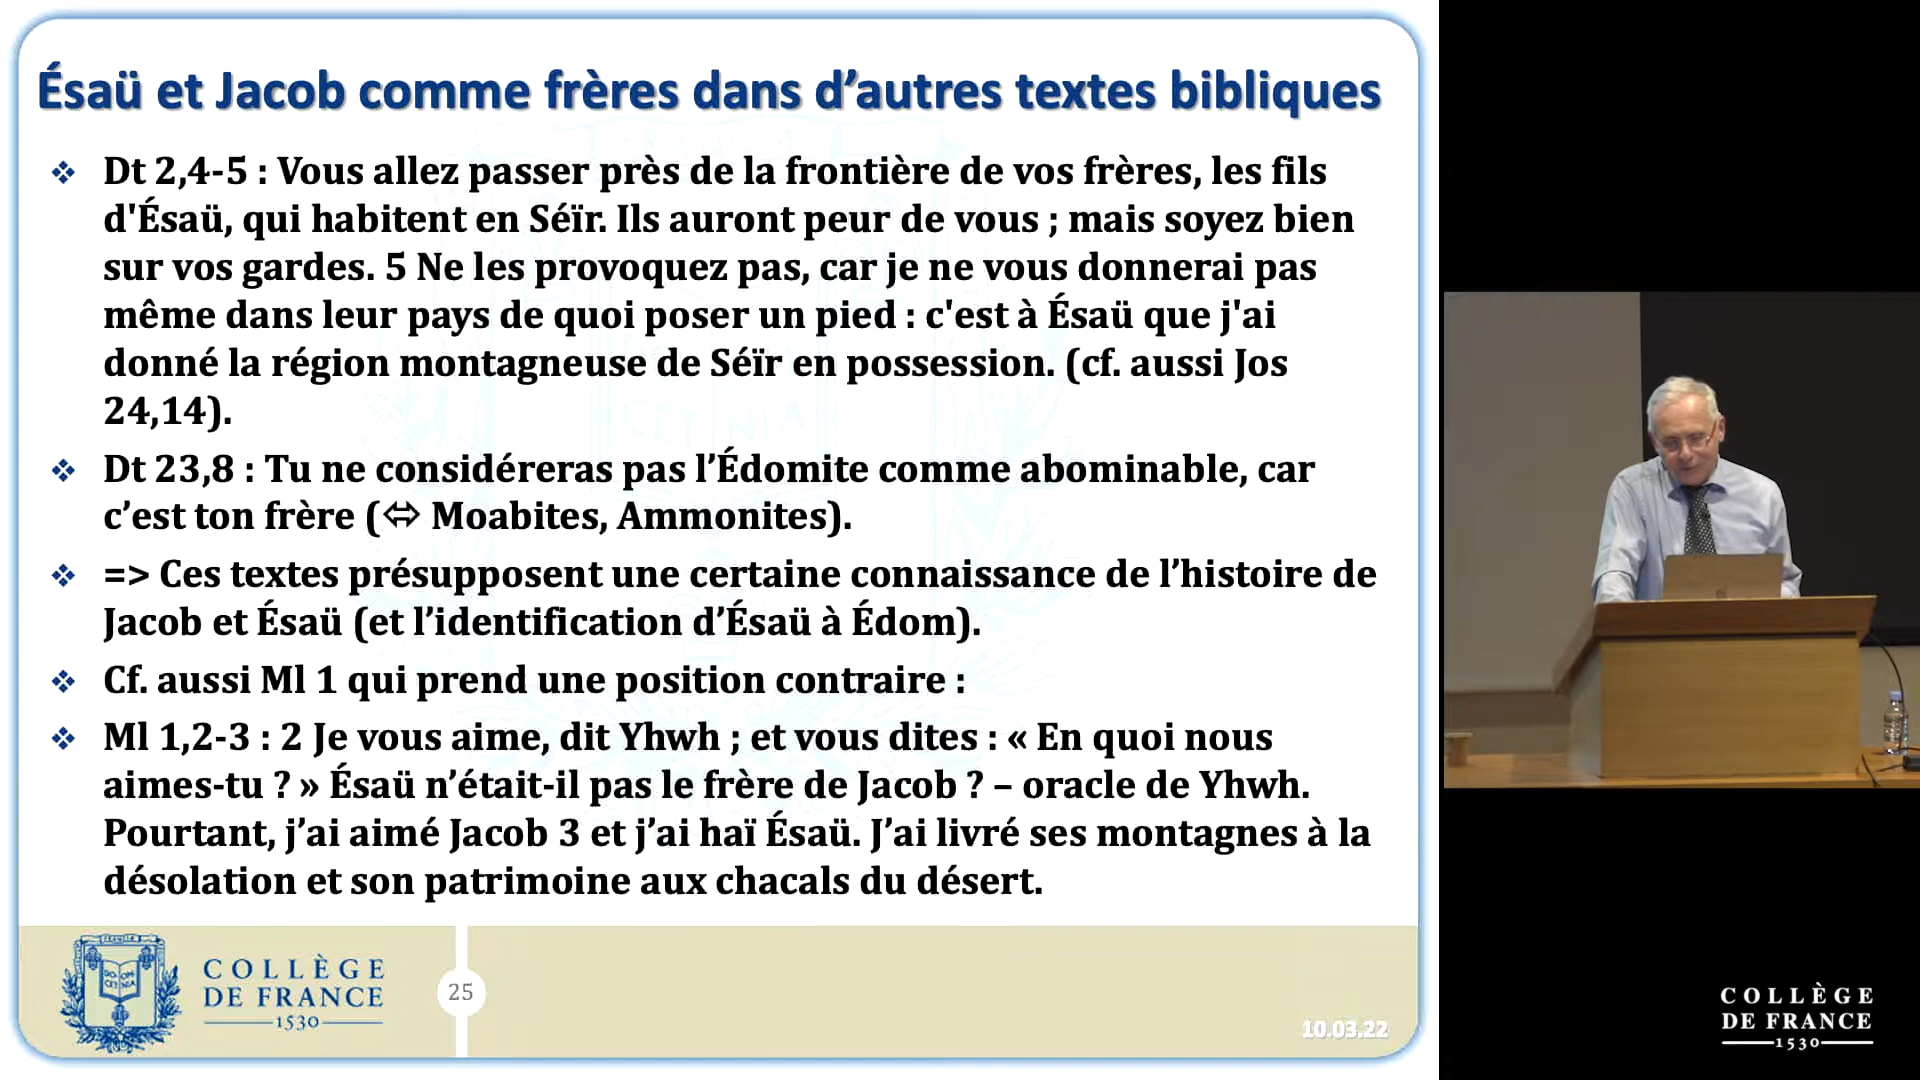 Ésaü et Jacob comme frères dans d’autres textes bibliques
❖ Dt 2,4-5 : Vous allez passer près de la frontière de vos frères, les fils
d'Ésaü, qui habitent en Séïr. Ils auront peur de vous ; mais soyez bien
sur vos gardes. 5 Ne les provoquez pas, car je ne vous donnerai pas
même dans leur pays de quoi poser un pied : c'est à Ésaü que j'ai
donné la région montagneuse de Séïr en possession. (cf. aussi Jos
24,14).
❖ Dt 23,8 : Tu ne considéreras pas l’Édomite comme abominable, car
c’est ton frère (⇔ Moabites, Ammonites).
❖ => Ces textes présupposent une certaine connaissance de l’histoire de
Jacob et Ésaü (et l’identification d’Ésaü à Édom).
❖ Cf. aussi Ml 1 qui prend une position contraire :
❖ Ml 1,2-3 : 2 Je vous aime, dit Yhwh ; et vous dites : « En quoi nous
aimes-tu ? » Ésaü n’était-il pas le frère de Jacob ? – oracle de Yhwh.
Pourtant, j’ai aimé Jacob 3 et j’ai haï Ésaü. J’ai livré ses montagnes à la
désolation et son patrimoine aux chacals du désert.
COLLÈGE
DE FRANCE
1530
25
10.03.22
COLLÈGE
DE FRANCE
1530